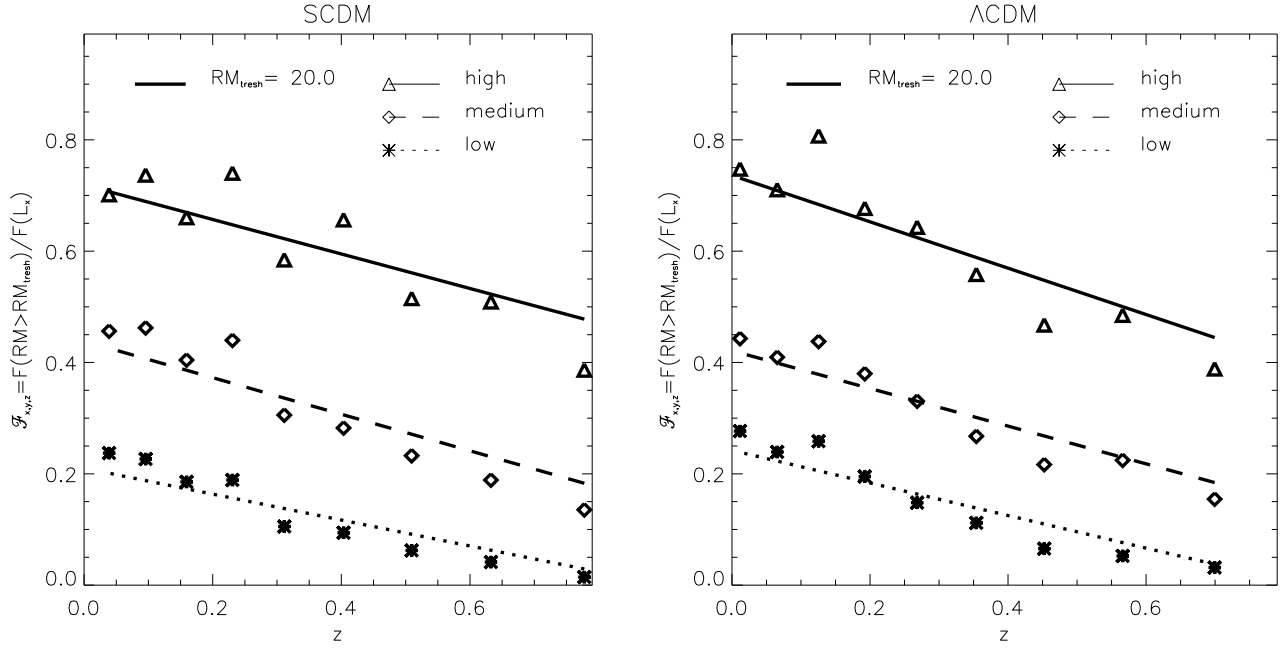 SCDM
RM_tresh= 20.0
high
medium
low
0.8
0.6
0.4
0.2
0.0
0.0 0.2 0.4 0.6
z
ℱ_x,y,z=F(RM>RM_tresh)/F(L_x)
ΛCDM
RM_tresh= 20.0
high
medium
low
0.8
0.6
0.4
0.2
0.0
0.0 0.2 0.4 0.6
z
ℱ_x,y,z=F(RM>RM_tresh)/F(L_x)